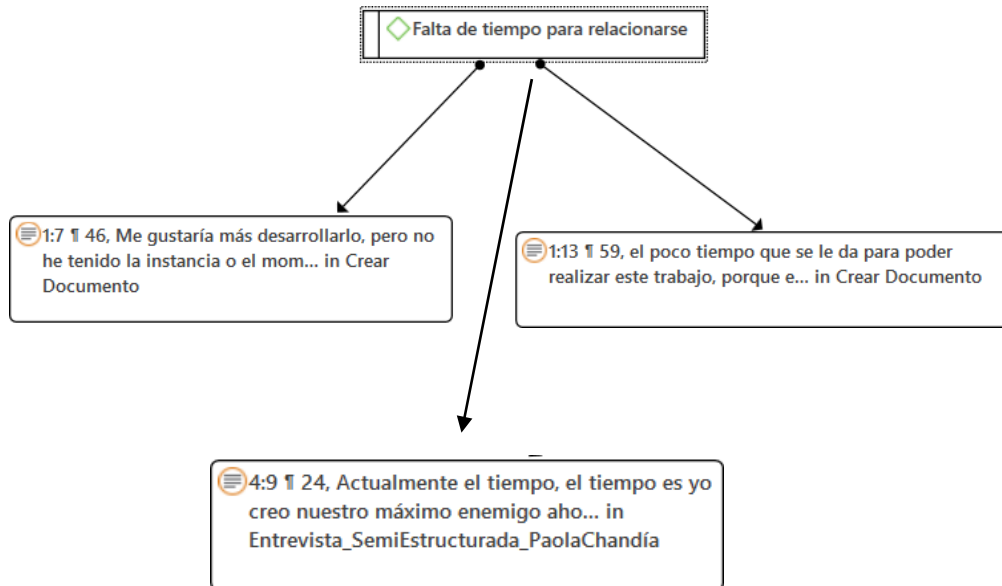 Falta de tiempo para relacionarse
1:7 ¶ 46, Me gustaría más desarrollarlo, pero no
he tenido la instancia o el mom... in Crear
Documento
1:13 ¶ 59, el poco tiempo que se le da para poder
realizar este trabajo, porque e... in Crear Documento
4:9 ¶ 24, Actualmente el tiempo, el tiempo es yo
creo nuestro máximo enemigo aho... in
Entrevista_SemiEstructurada_PaolaChandía